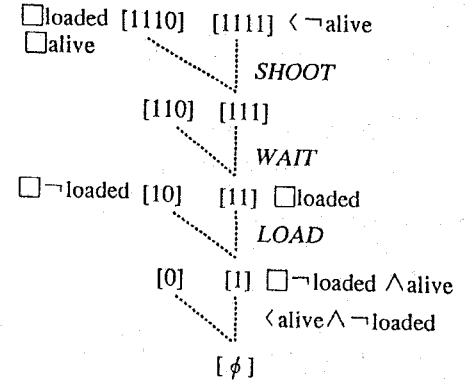 □loaded [1110] [1111] ⟨ ¬alive
□alive
SHOOT
[110] [111]
WAIT
□¬loaded [10] [11] □loaded
LOAD
[0] [1] □¬loaded ∧alive
⟨alive∧¬loaded
[ϕ]